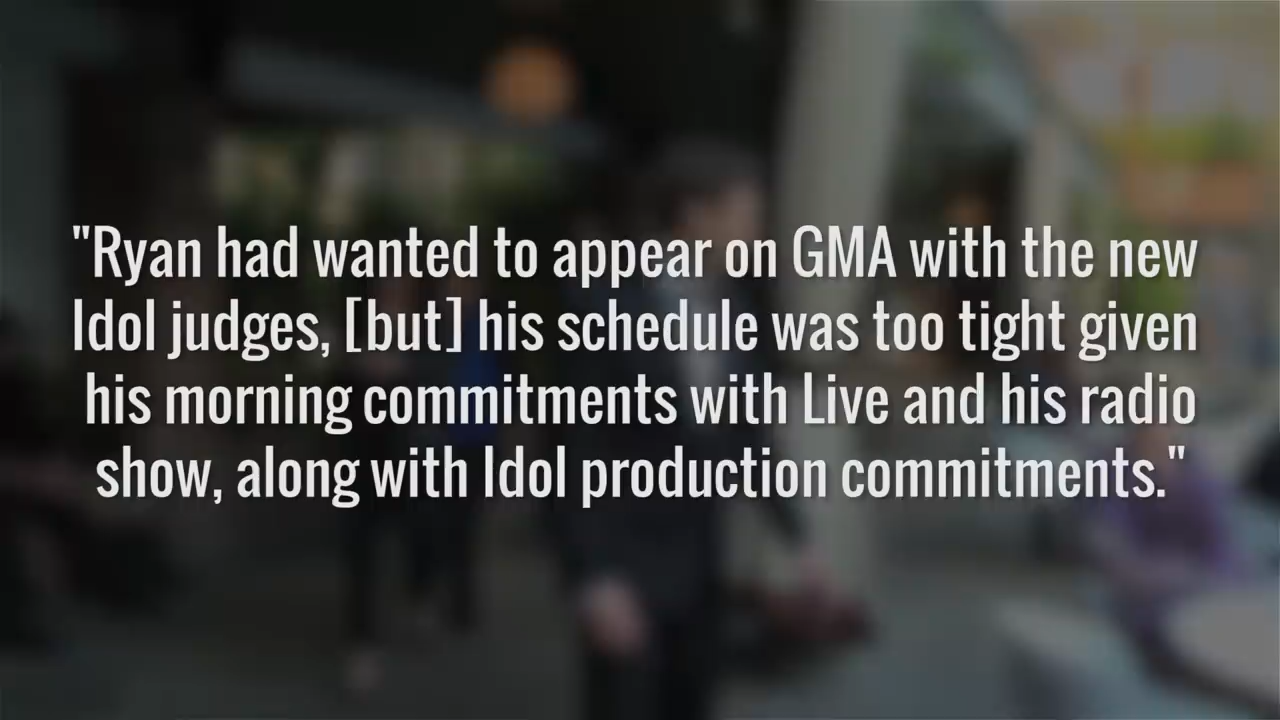 "Ryan had wanted to appear on GMA with the new
Idol judges, [but] his schedule was too tight given
his morning commitments with Live and his radio
show, along with Idol production commitments."